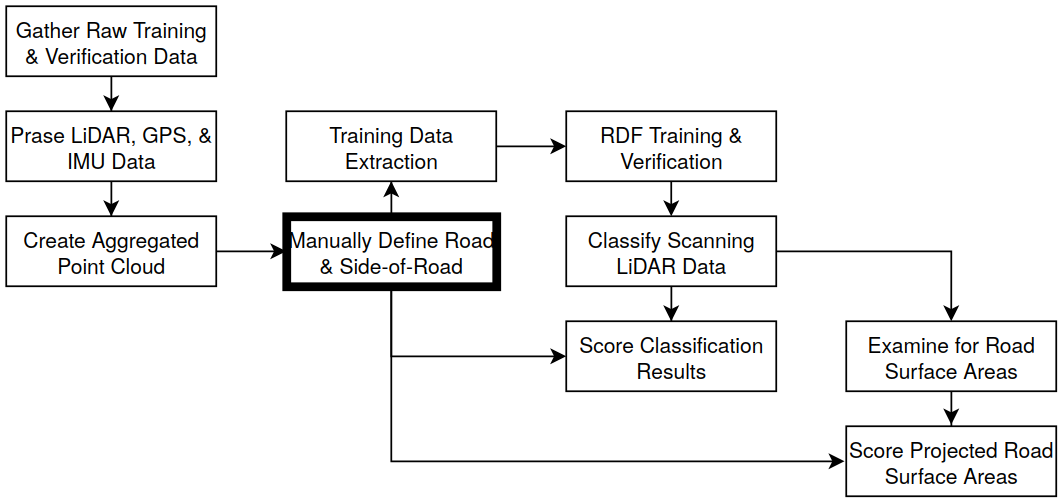 Gather Raw Training
& Verification Data
Prase LiDAR, GPS, &
IMU Data
Create Aggregated
Point Cloud
Training Data
Extraction
Manually Define Road
& Side-of-Road
RDF Training &
Verification
Classify Scanning
LiDAR Data
Score Classification
Results
Examine for Road
Surface Areas
Score Projected Road
Surface Areas